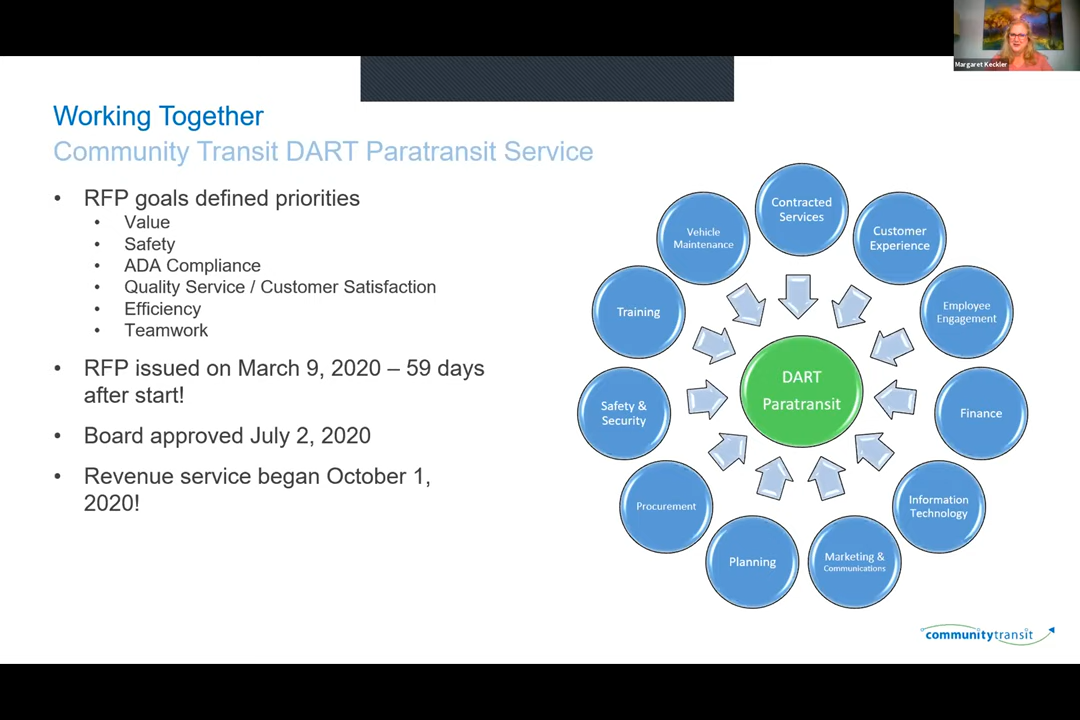 Margaret Keckler
Working Together
Community Transit DART Paratransit Service
• RFP goals defined priorities
• Value
• Safety
• ADA Compliance
• Quality Service / Customer Satisfaction
• Efficiency
• Teamwork
• RFP issued on March 9, 2020 – 59 days
after start!
• Board approved July 2, 2020
• Revenue service began October 1,
2020!
Contracted
Services
Customer
Experience
Employee
Engagement
Finance
Information
Technology
Marketing &
Communications
Planning
Procurement
Safety &
Security
Training
Vehicle
Maintenance
DART
Paratransit
communitytransit